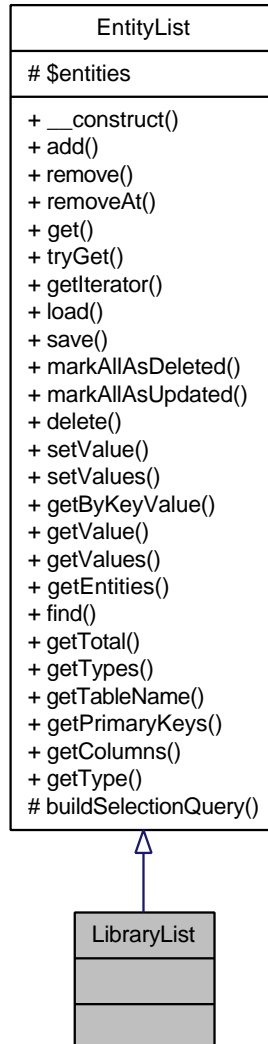 EntityList
# $entities
+ __construct()
+ add()
+ remove()
+ removeAt()
+ get()
+ tryGet()
+ getIterator()
+ load()
+ save()
+ markAllAsDeleted()
+ markAllAsUpdated()
+ delete()
+ setValue()
+ setValues()
+ getByKeyValue()
+ getValue()
+ getValues()
+ getEntities()
+ find()
+ getTotal()
+ getTypes()
+ getTableName()
+ getPrimaryKeys()
+ getColumns()
+ getType()
# buildSelectionQuery()
LibraryList